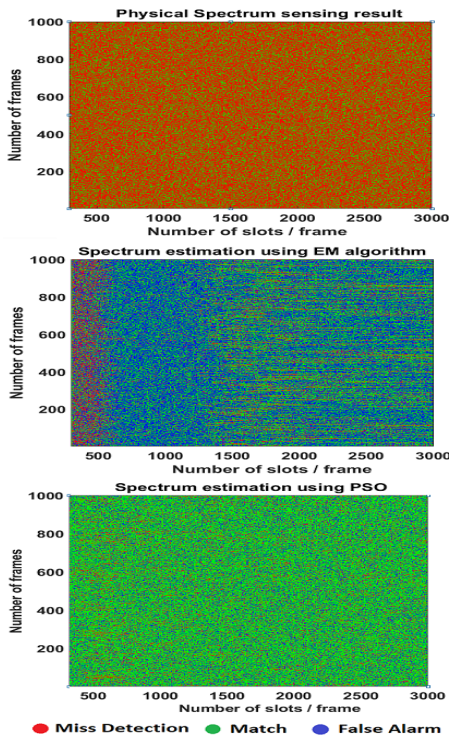 Physical Spectrum sensing result
1000
800
600
400
200
Number of frames
500 1000 1500 2000 2500 3000
Number of slots / frame
Spectrum estimation using EM algorithm
1000
800
600
400
200
Number of frames
500 1000 1500 2000 2500 3000
Number of slots / frame
Spectrum estimation using PSO
1000
800
600
400
200
Number of frames
500 1000 1500 2000 2500 3000
Number of slots / frame
Miss Detection Match False Alarm